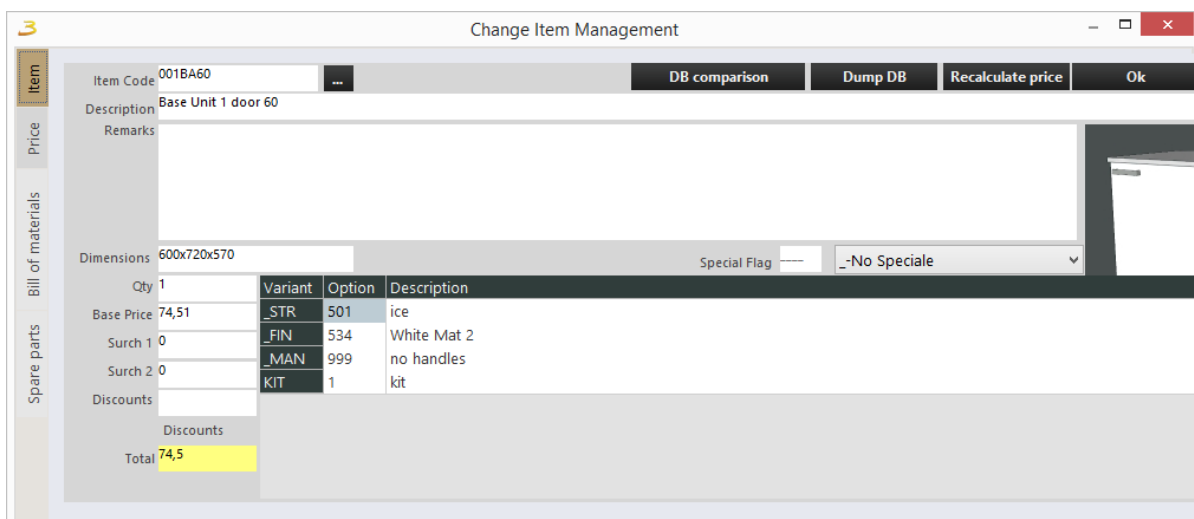 Change Item Management
Item
Price
Bill of materials
Spare parts
Item Code 001BA60 ... DB comparison Dump DB Recalculate price Ok
Description Base Unit 1 door 60
Remarks
Dimensions 600x720x570 Special Flag ---- _-No Speciale
Qty 1
Base Price 74,51
Surch 1 0
Surch 2 0
Discounts
Discounts
Total 74,5
Variant Option Description
_STR 501 ice
_FIN 534 White Mat 2
_MAN 999 no handles
KIT 1 kit